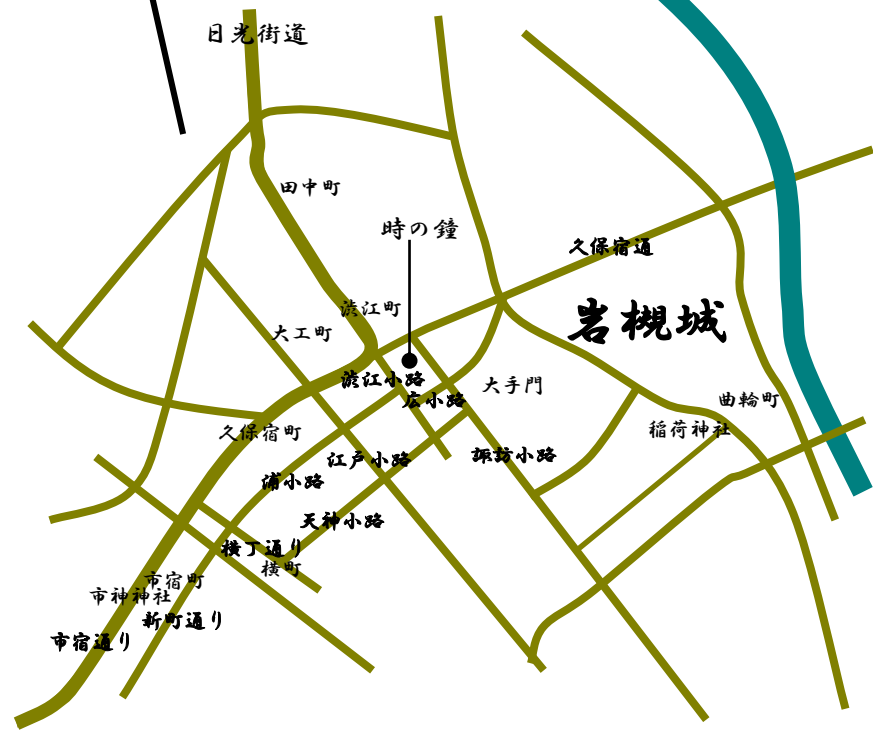 日光街道
田中町
時の鐘
久保宿通
渋江町
岩槻城
大工町
渋江小路
大手門
広小路
曲輪町
稲荷神社
久保宿町
江戸小路
諏訪小路
浦小路
天神小路
横丁通り
横町
市宿町
市神神社
新町通り
市宿通り